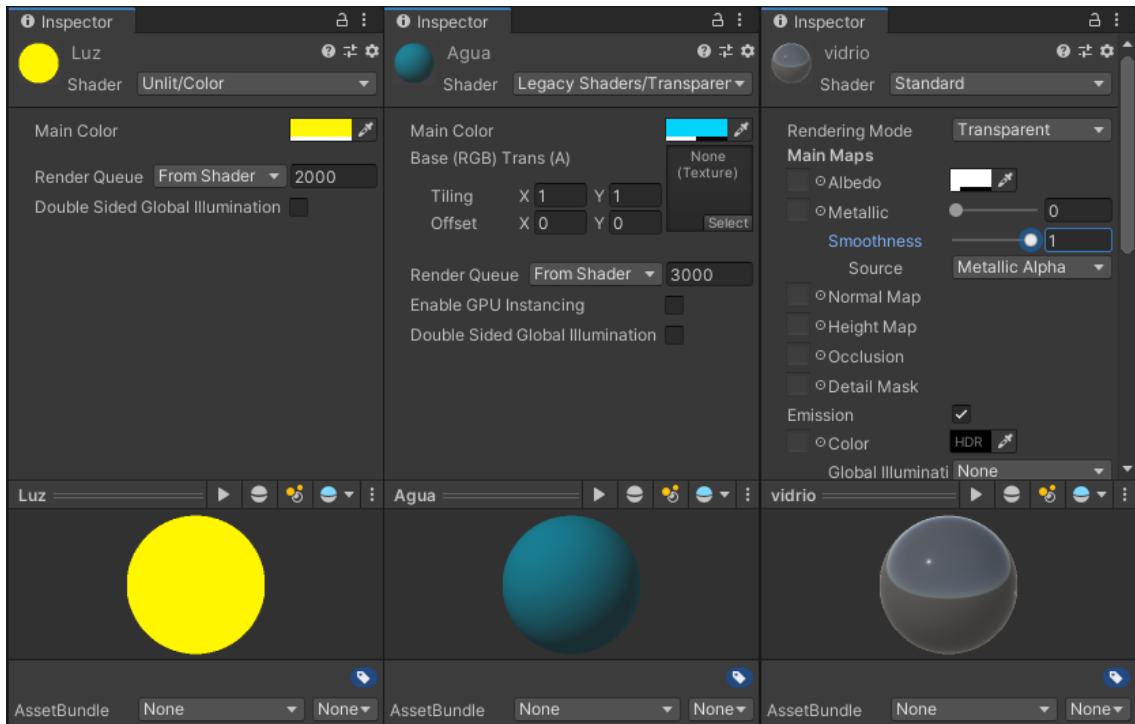 Inspector
Luz
Shader Unlit/Color
Main Color
Render Queue From Shader 2000
Double Sided Global Illumination
Luz
AssetBundle None None
Inspector
Agua
Shader Legacy Shaders/Transparer
Main Color
Base (RGB) Trans (A)
None
(Texture)
Tiling X 1 Y 1
Offset X 0 Y 0
Select
Render Queue From Shader 3000
Enable GPU Instancing
Double Sided Global Illumination
Agua
AssetBundle None None
Inspector
vidrio
Shader Standard
Rendering Mode Transparent
Main Maps
Albedo
Metallic 0
Smoothness 1
Source Metallic Alpha
Normal Map
Height Map
Occlusion
Detail Mask
Emission
Color HDR
Global Illuminati None
vidrio
AssetBundle None None